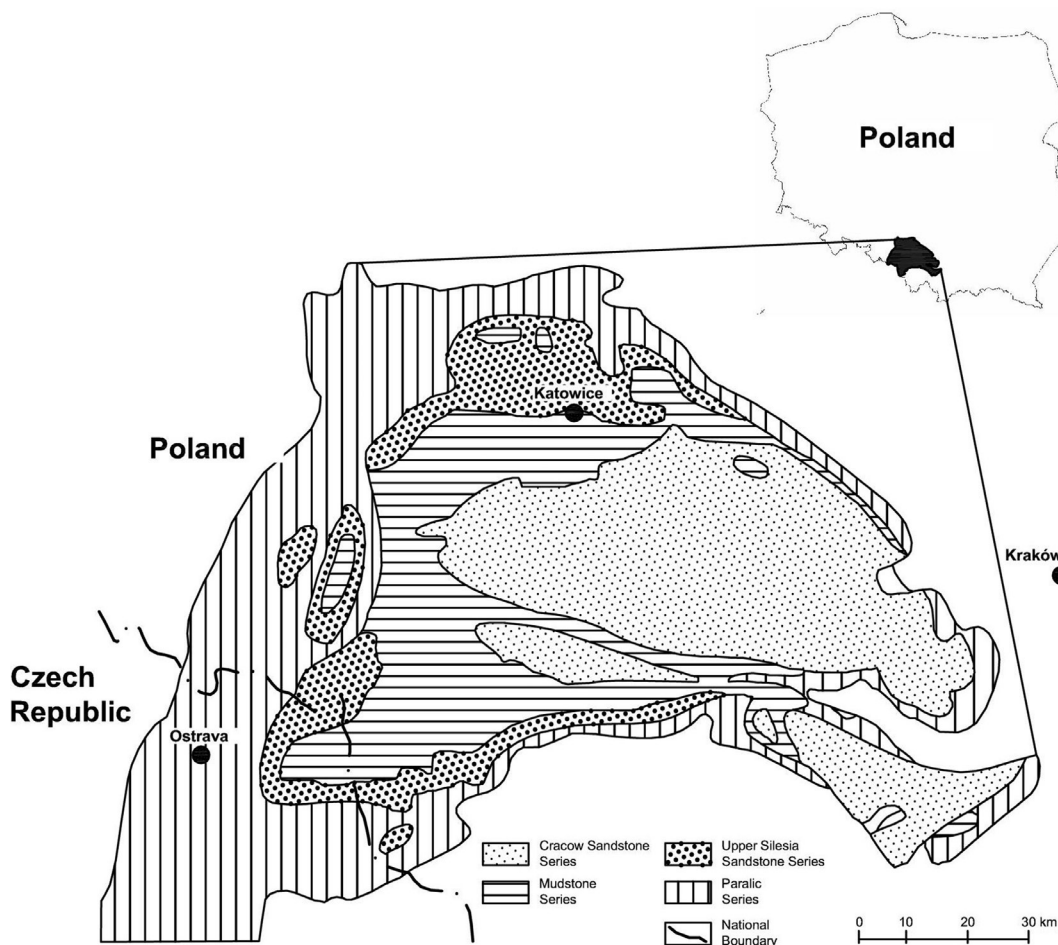 Poland
Katowice
Poland
Kraków
Czech
Republic
Ostrava
Cracow Sandstone
Series
Upper Silesia
Sandstone Series
Mudstone
Series
Paralic
Series
National
Boundary
0 10 20 30 km